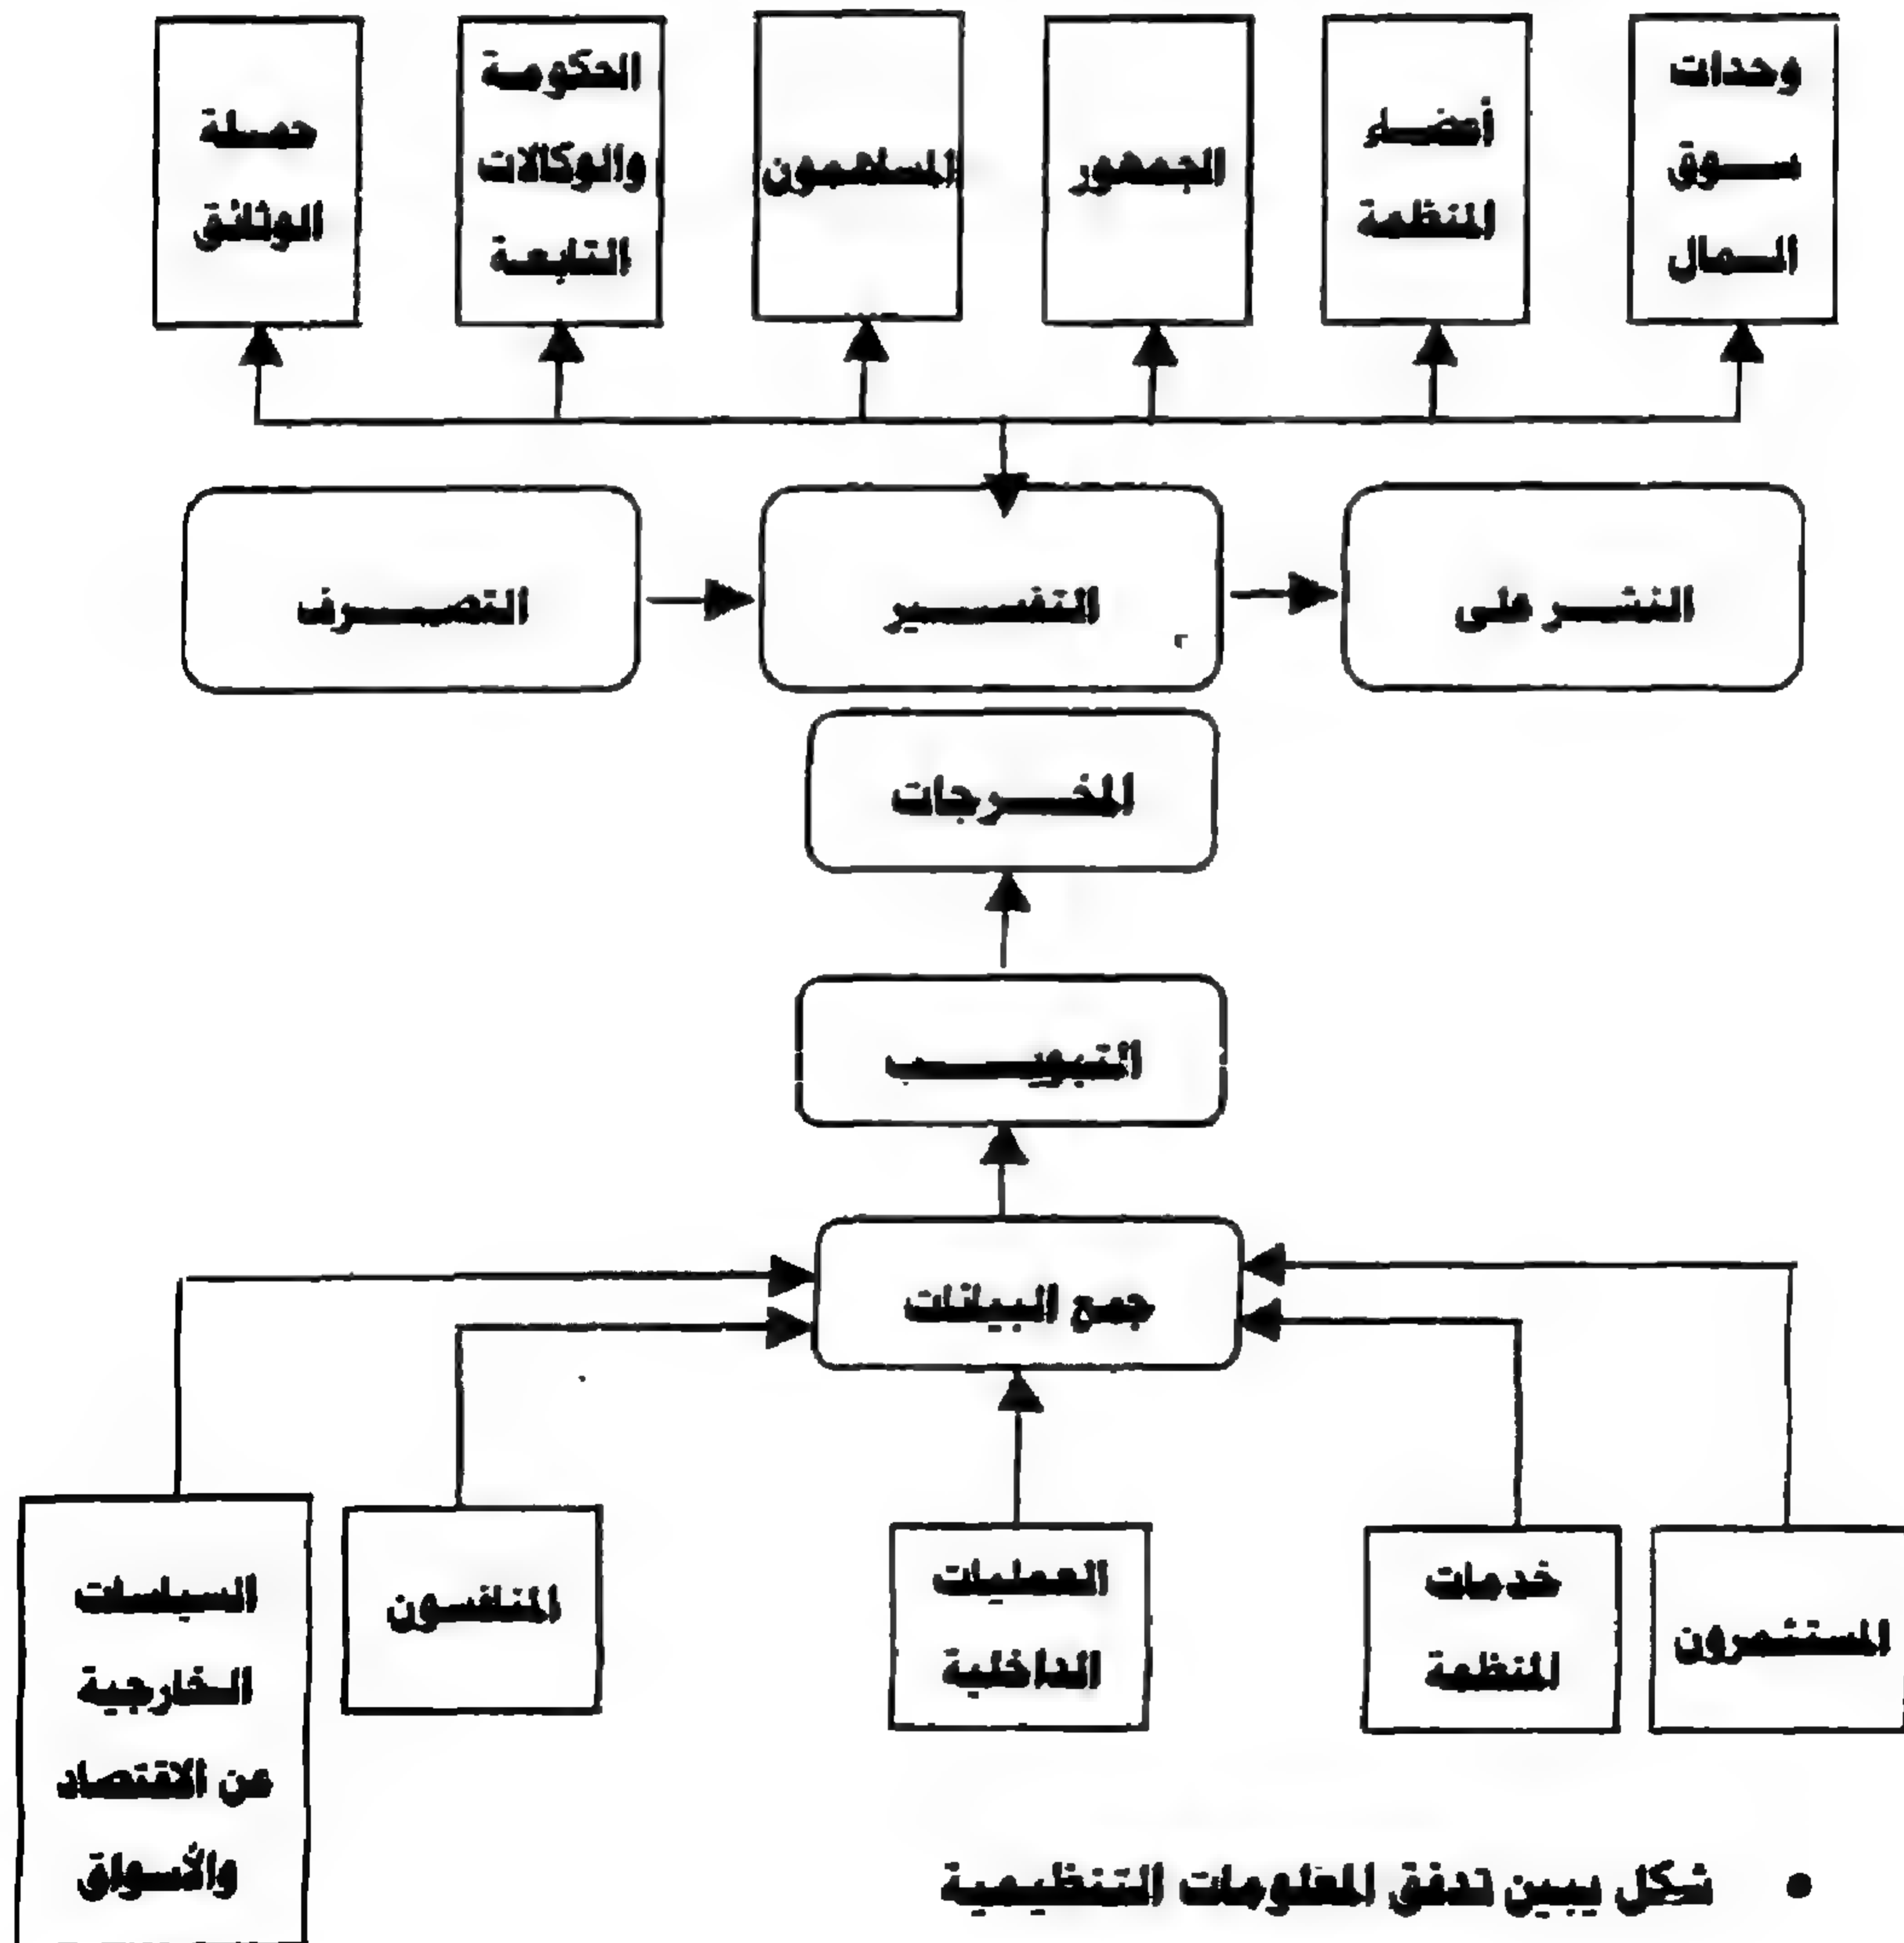 وحدات
سوق
المال
أعضاء
المنظمة
الجمهور
المساهمون
الحكومة
والوكالات
التابعة
حملة
الوثائق
النشر على
التفسير
التصرف
المخرجات
التبويب
جمع البيانات
المستثمرون
خدمات
المنظمة
العمليات
الداخلية
المنافسون
السياسات
الخارجية
عن الاقتصاد
والأسواق
• شكل يبين تدفق المعلومات التنظيمية